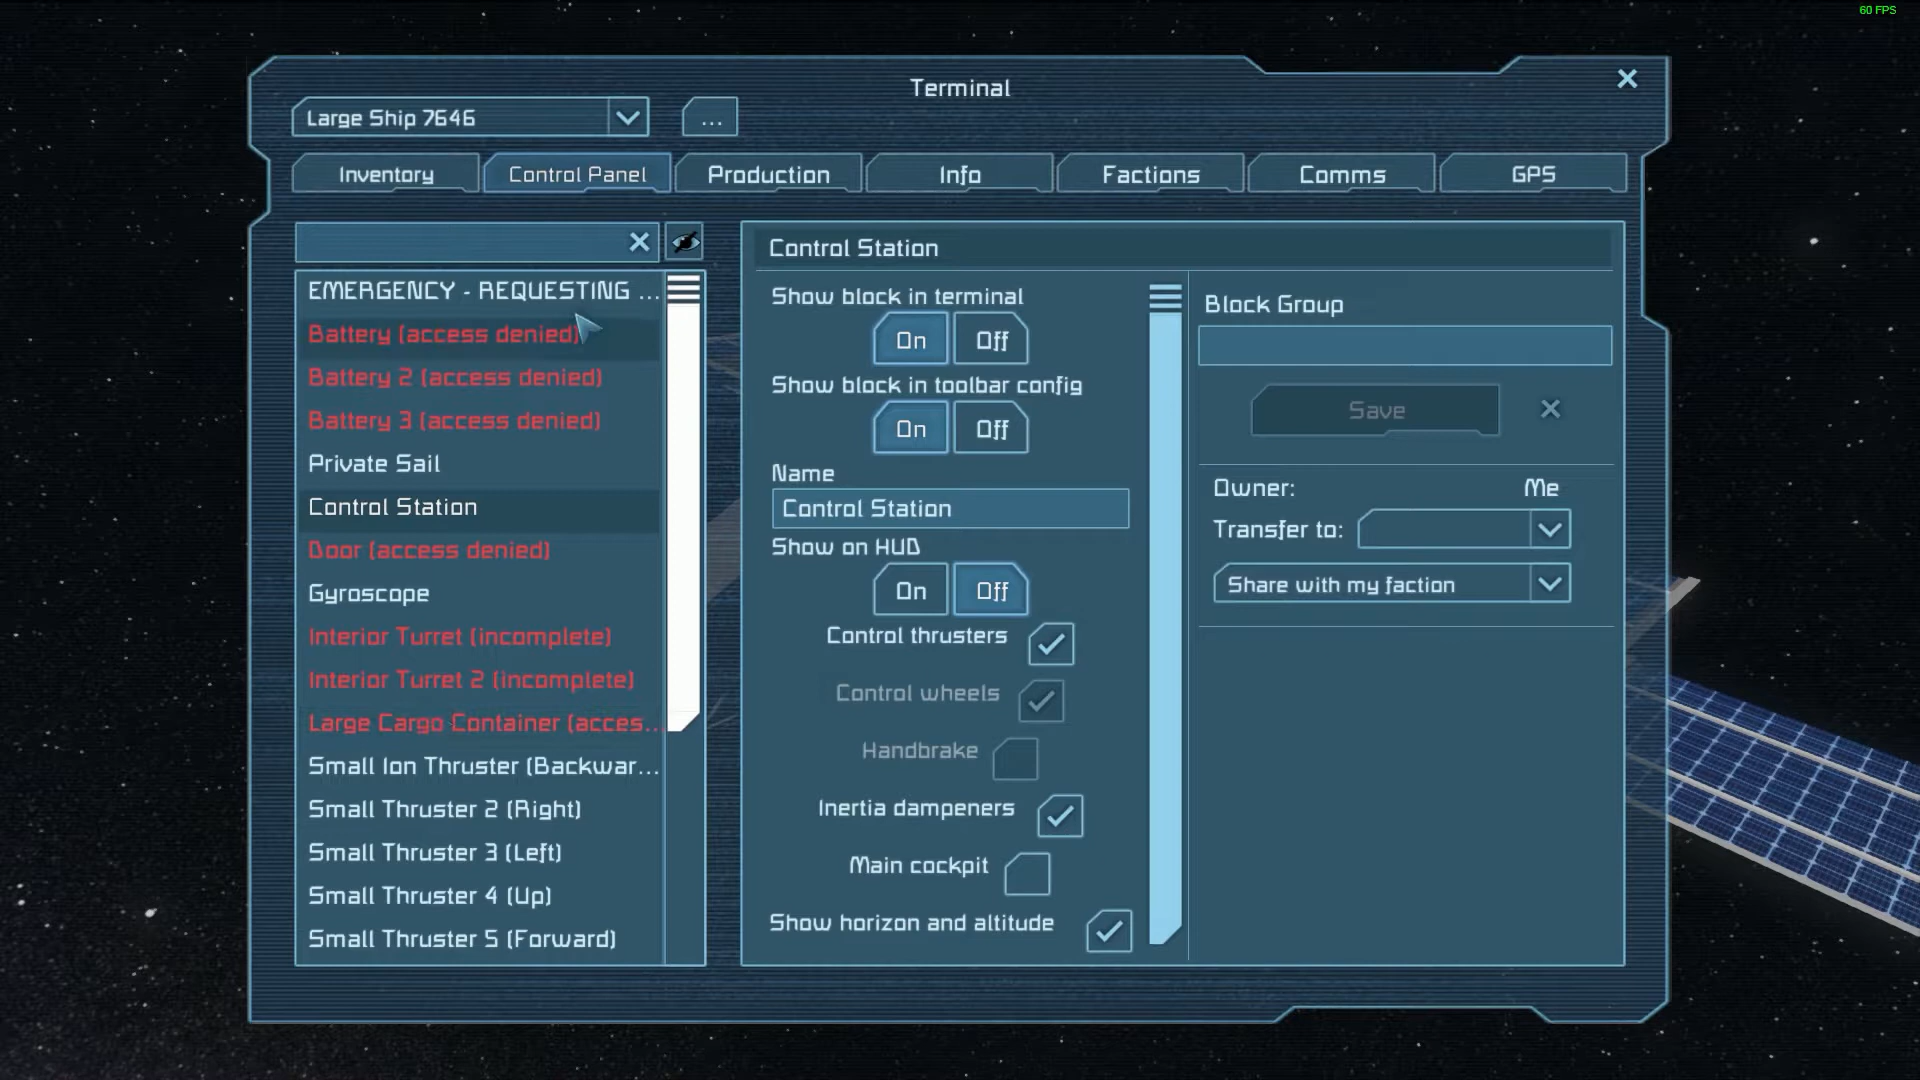 60 FPS
Terminal
Large Ship 7646
...
Inventory
Control Panel
Production
Info
Factions
Comms
GPS
EMERGENCY - REQUESTING ...
Battery (access denied)
Battery 2 (access denied)
Battery 3 (access denied)
Private Sail
Control Station
Door (access denied)
Gyroscope
Interior Turret (incomplete)
Interior Turret 2 (incomplete)
Large Cargo Container (acces...
Small Ion Thruster (Backwar...
Small Thruster 2 (Right)
Small Thruster 3 (Left)
Small Thruster 4 (Up)
Small Thruster 5 (Forward)
Control Station
Show block in terminal
On Off
Show block in toolbar config
On Off
Name
Control Station
Show on HUD
On Off
Control thrusters
Control wheels
Handbrake
Inertia dampeners
Main cockpit
Show horizon and altitude
Block Group
Save
Owner: Me
Transfer to:
Share with my faction